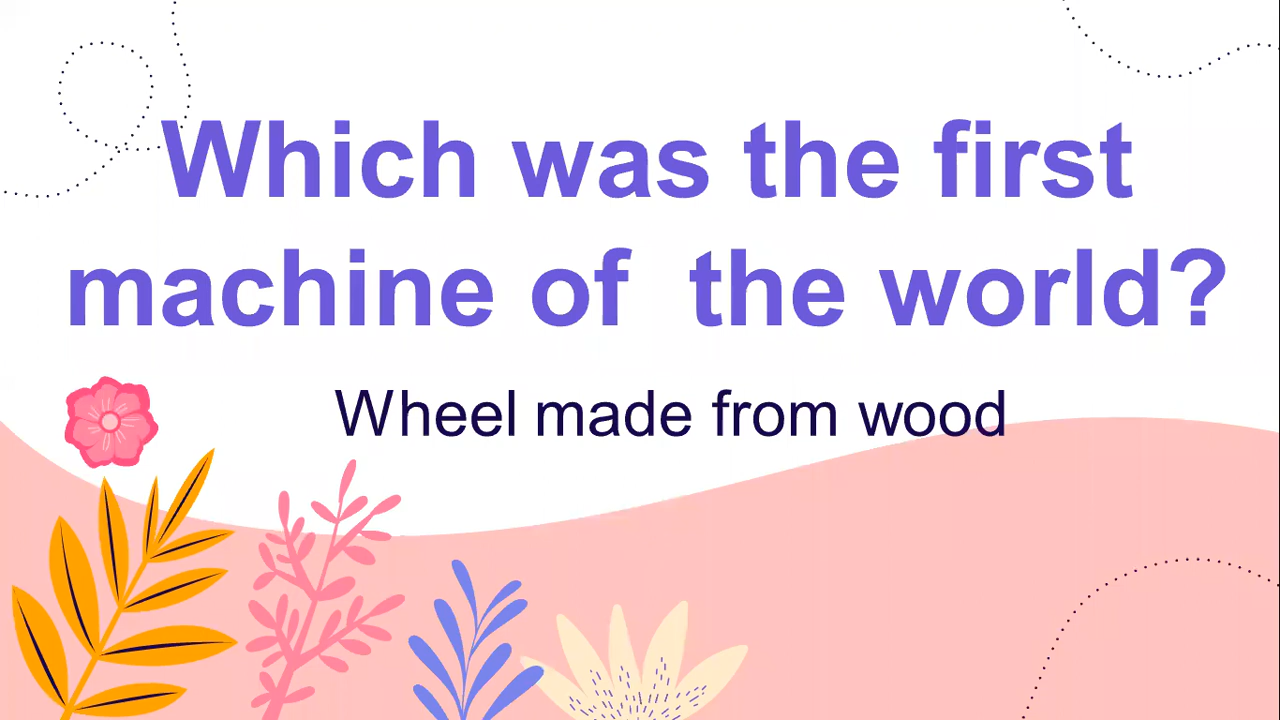 Which was the first
machine of  the world?
Wheel made from wood